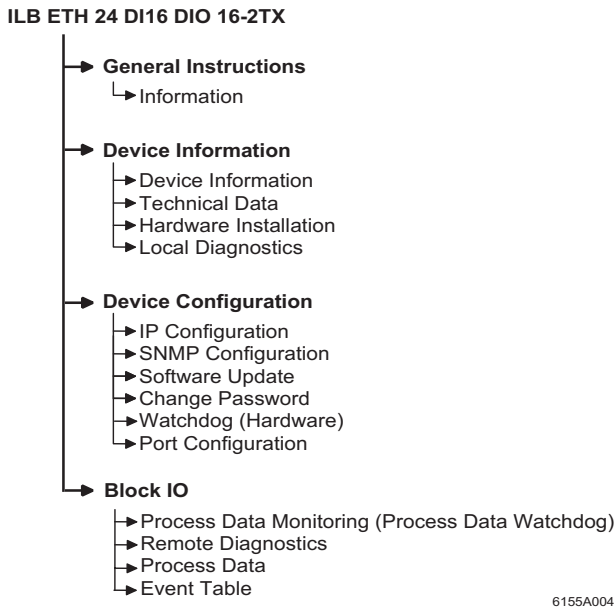 ILB ETH 24 DI16 DIO 16-2TX
General Instructions
Information
Device Information
Device Information
Technical Data
Hardware Installation
Local Diagnostics
Device Configuration
IP Configuration
SNMP Configuration
Software Update
Change Password
Watchdog (Hardware)
Port Configuration
Block IO
Process Data Monitoring (Process Data Watchdog)
Remote Diagnostics
Process Data
Event Table
6155A004